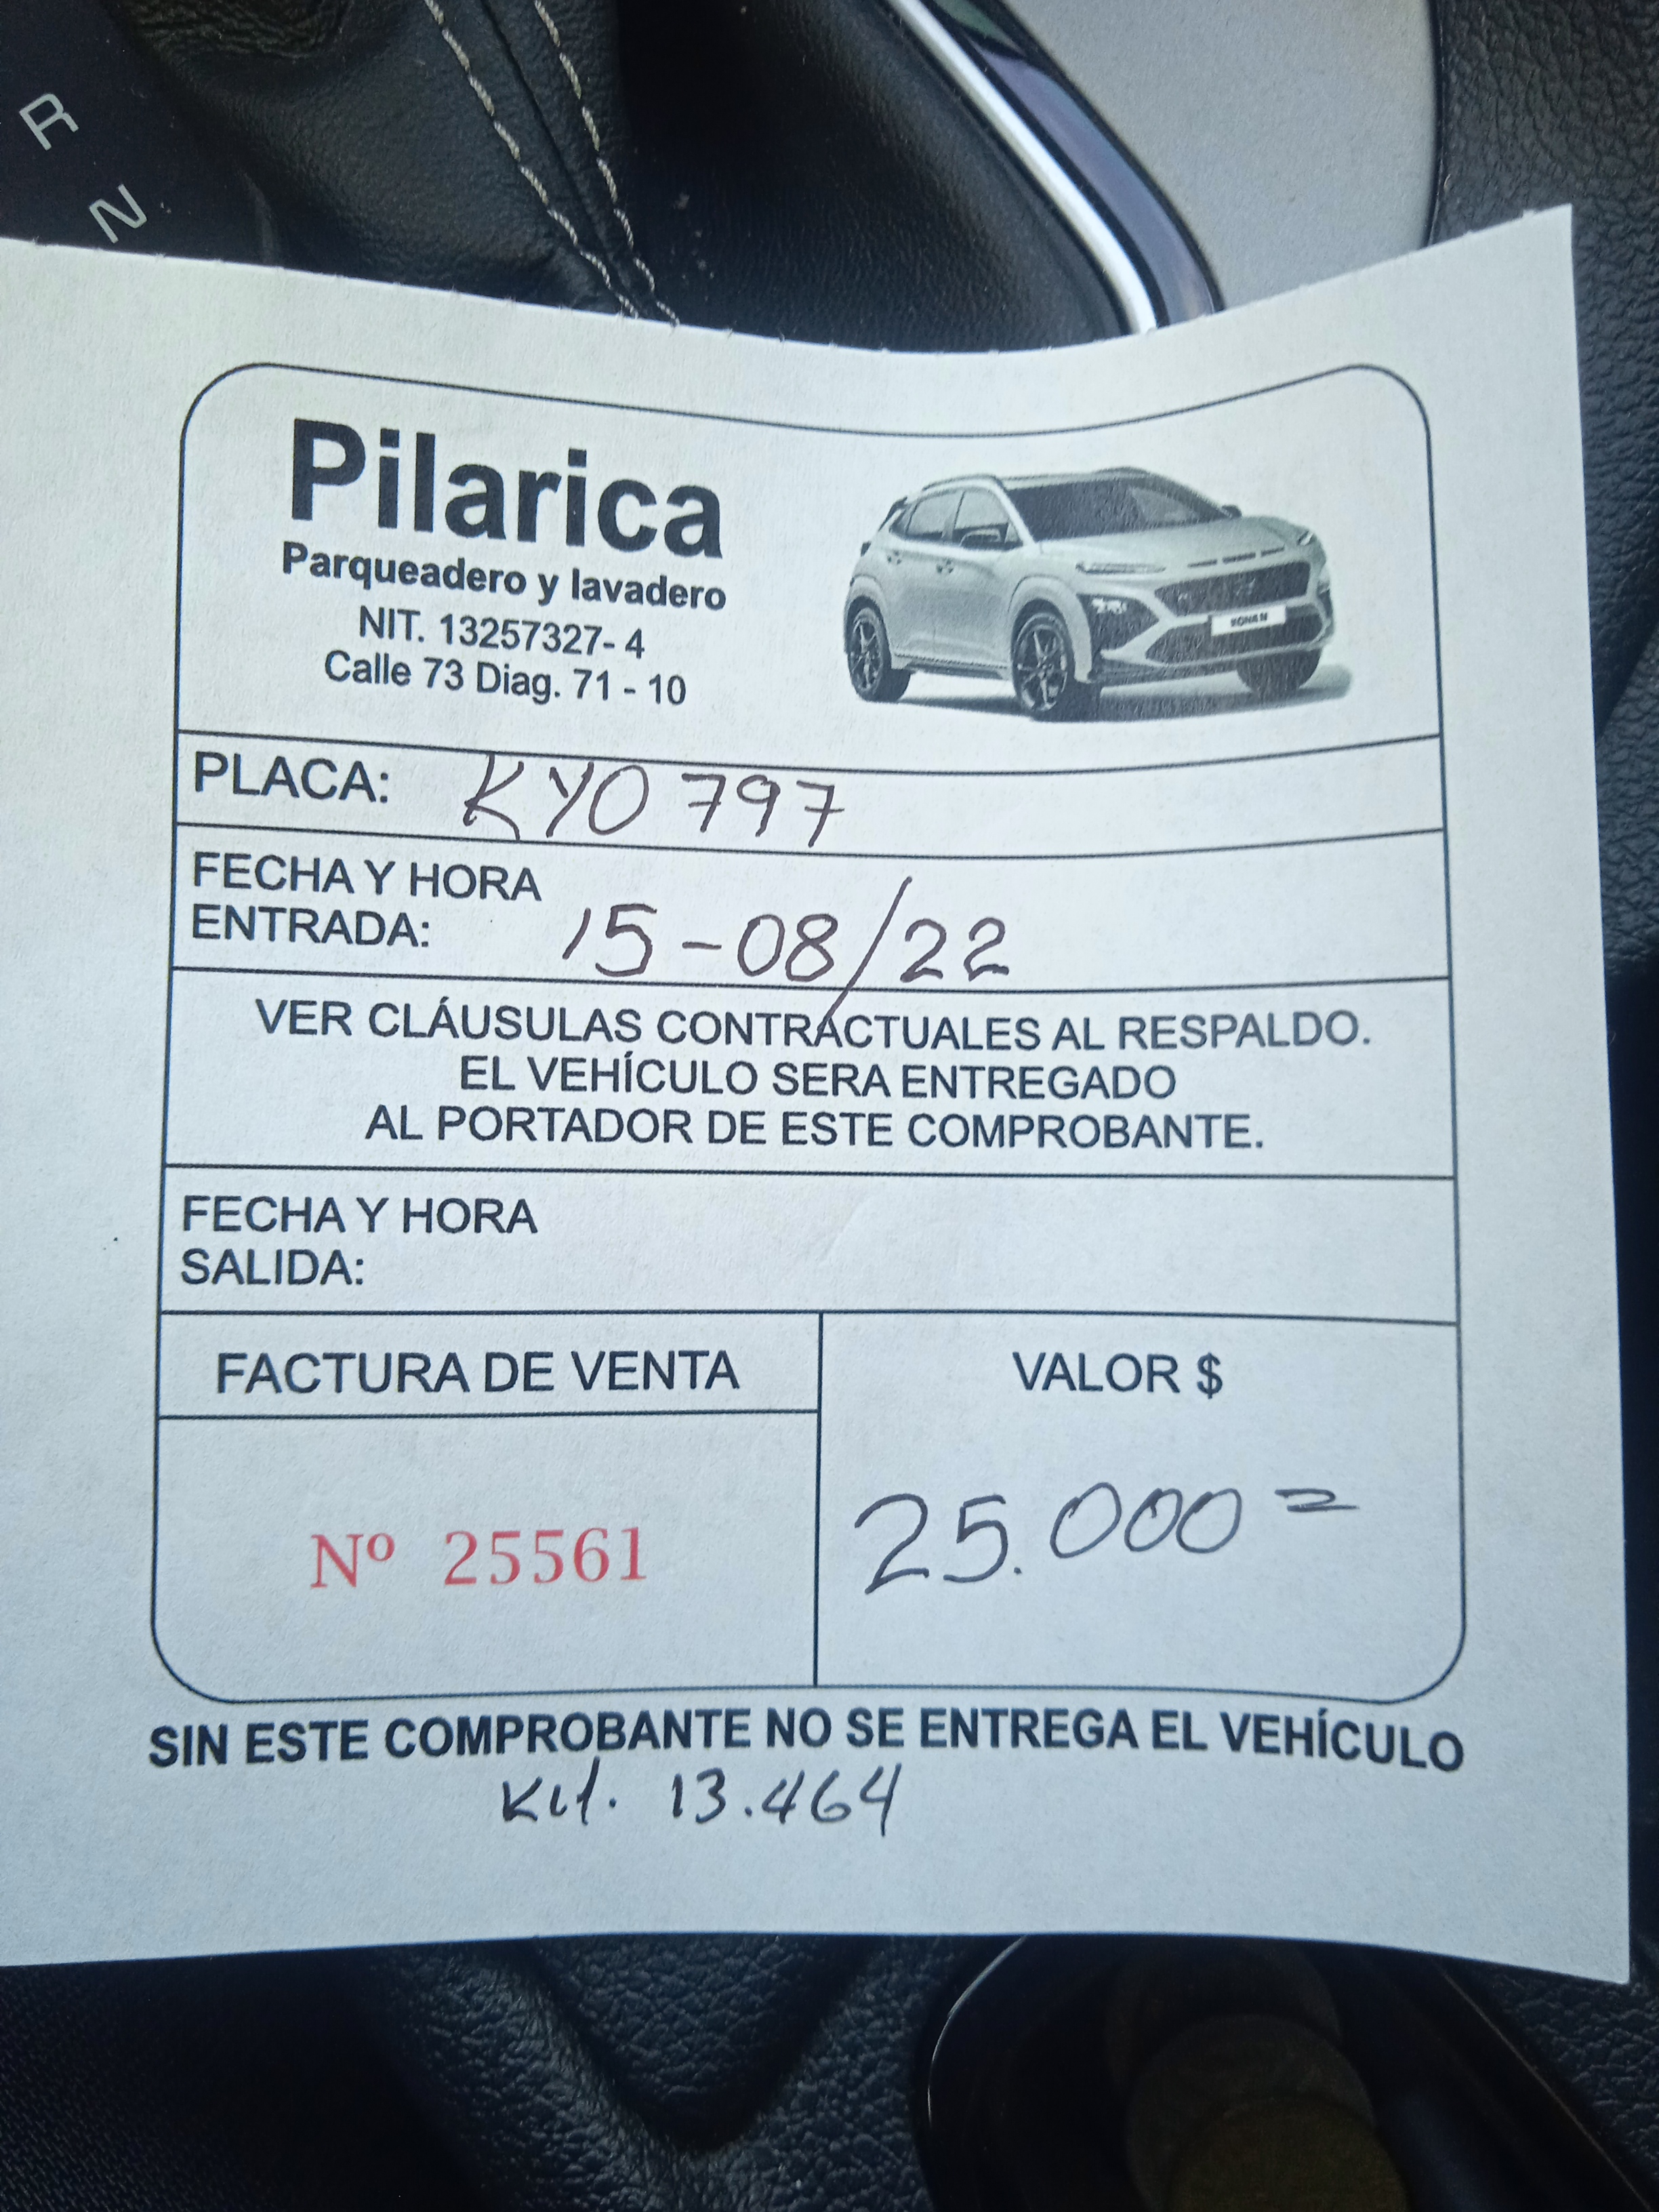 R
N
Pilarica
Parqueadero y lavadero
NIT. 13257327- 4
Calle 73 Diag. 71 - 10
KONA N
PLACA: KYO 797
FECHA Y HORA
ENTRADA: 15-08/22
VER CLÁUSULAS CONTRACTUALES AL RESPALDO.
EL VEHÍCULO SERA ENTREGADO
AL PORTADOR DE ESTE COMPROBANTE.
FECHA Y HORA
SALIDA:
FACTURA DE VENTA
VALOR $
Nº 25561
25.000=
SIN ESTE COMPROBANTE NO SE ENTREGA EL VEHÍCULO
Kil. 13.464